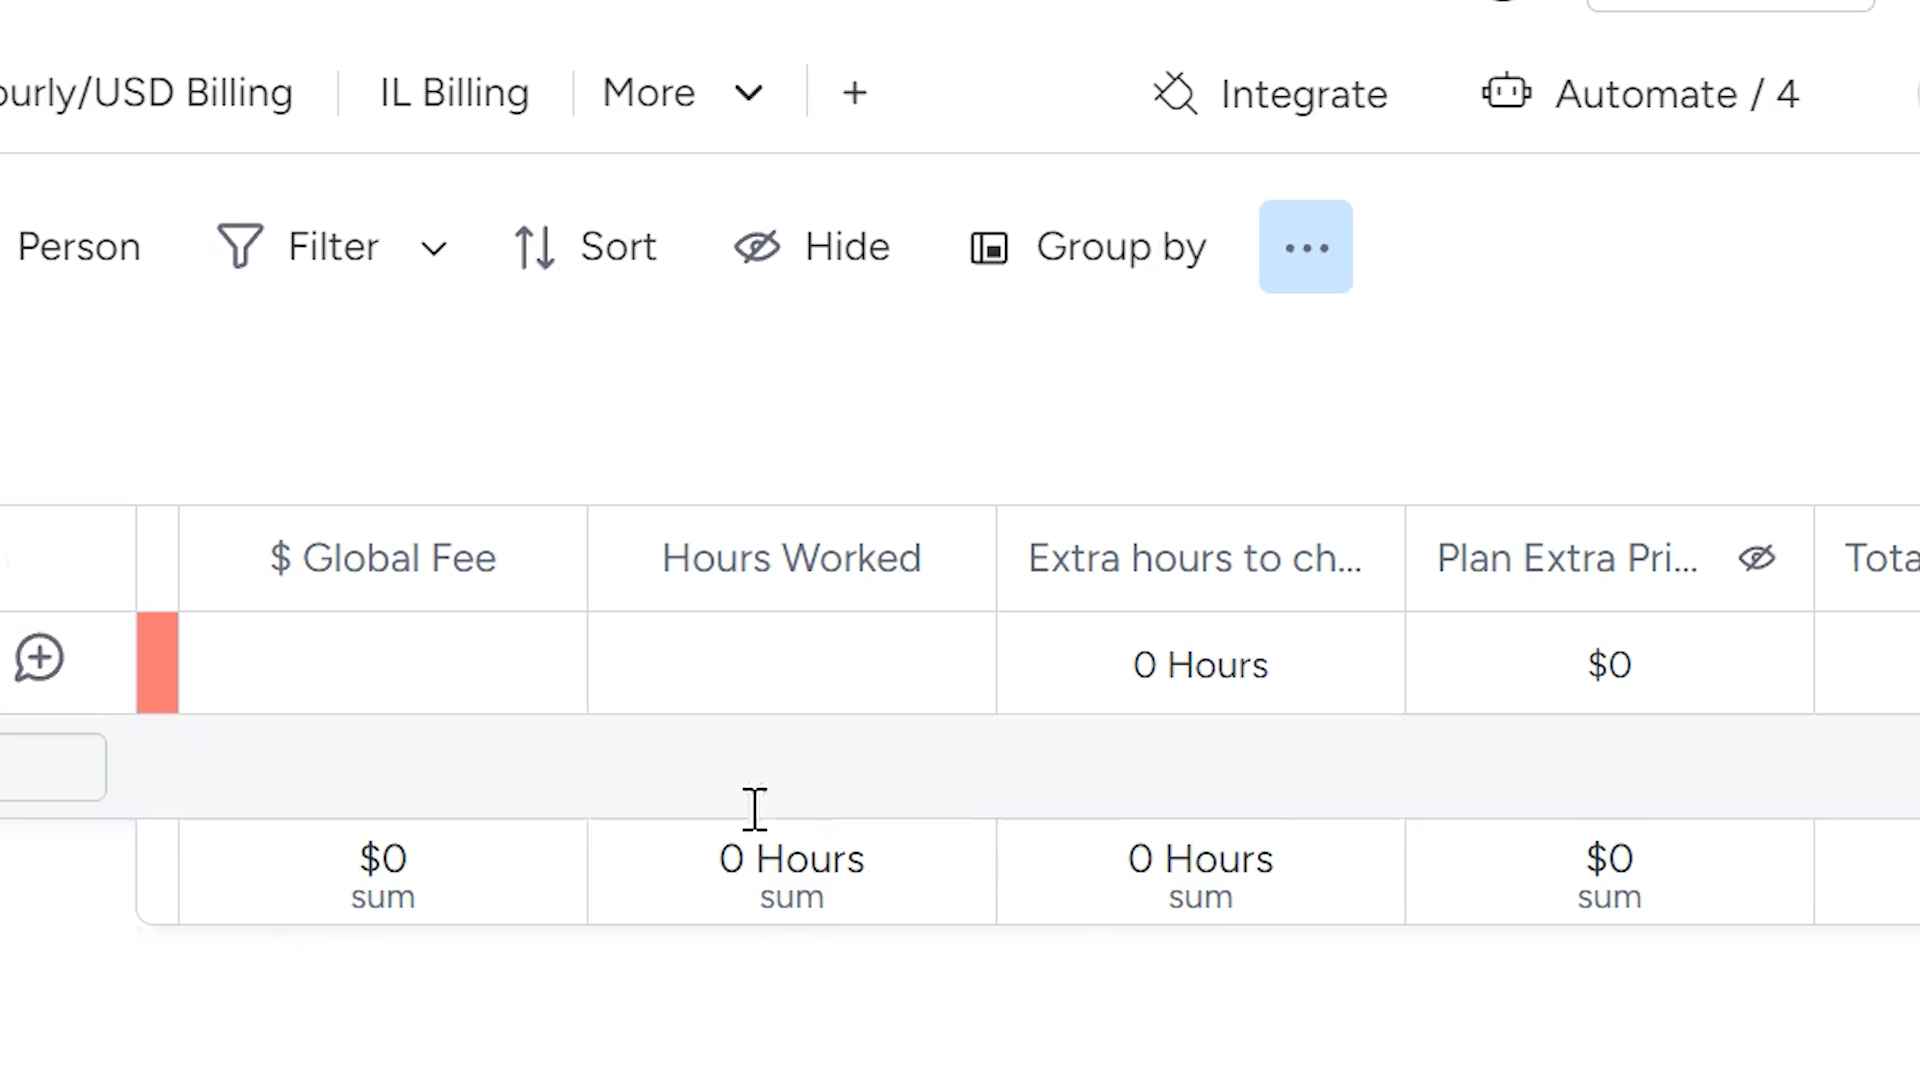 ourly/USD Billing IL Billing More + Integrate Automate / 4
Person Filter Sort Hide Group by ...
$ Global Fee Hours Worked Extra hours to ch... Plan Extra Pri... Tota
0 Hours $0
$0 0 Hours 0 Hours $0
sum sum sum sum